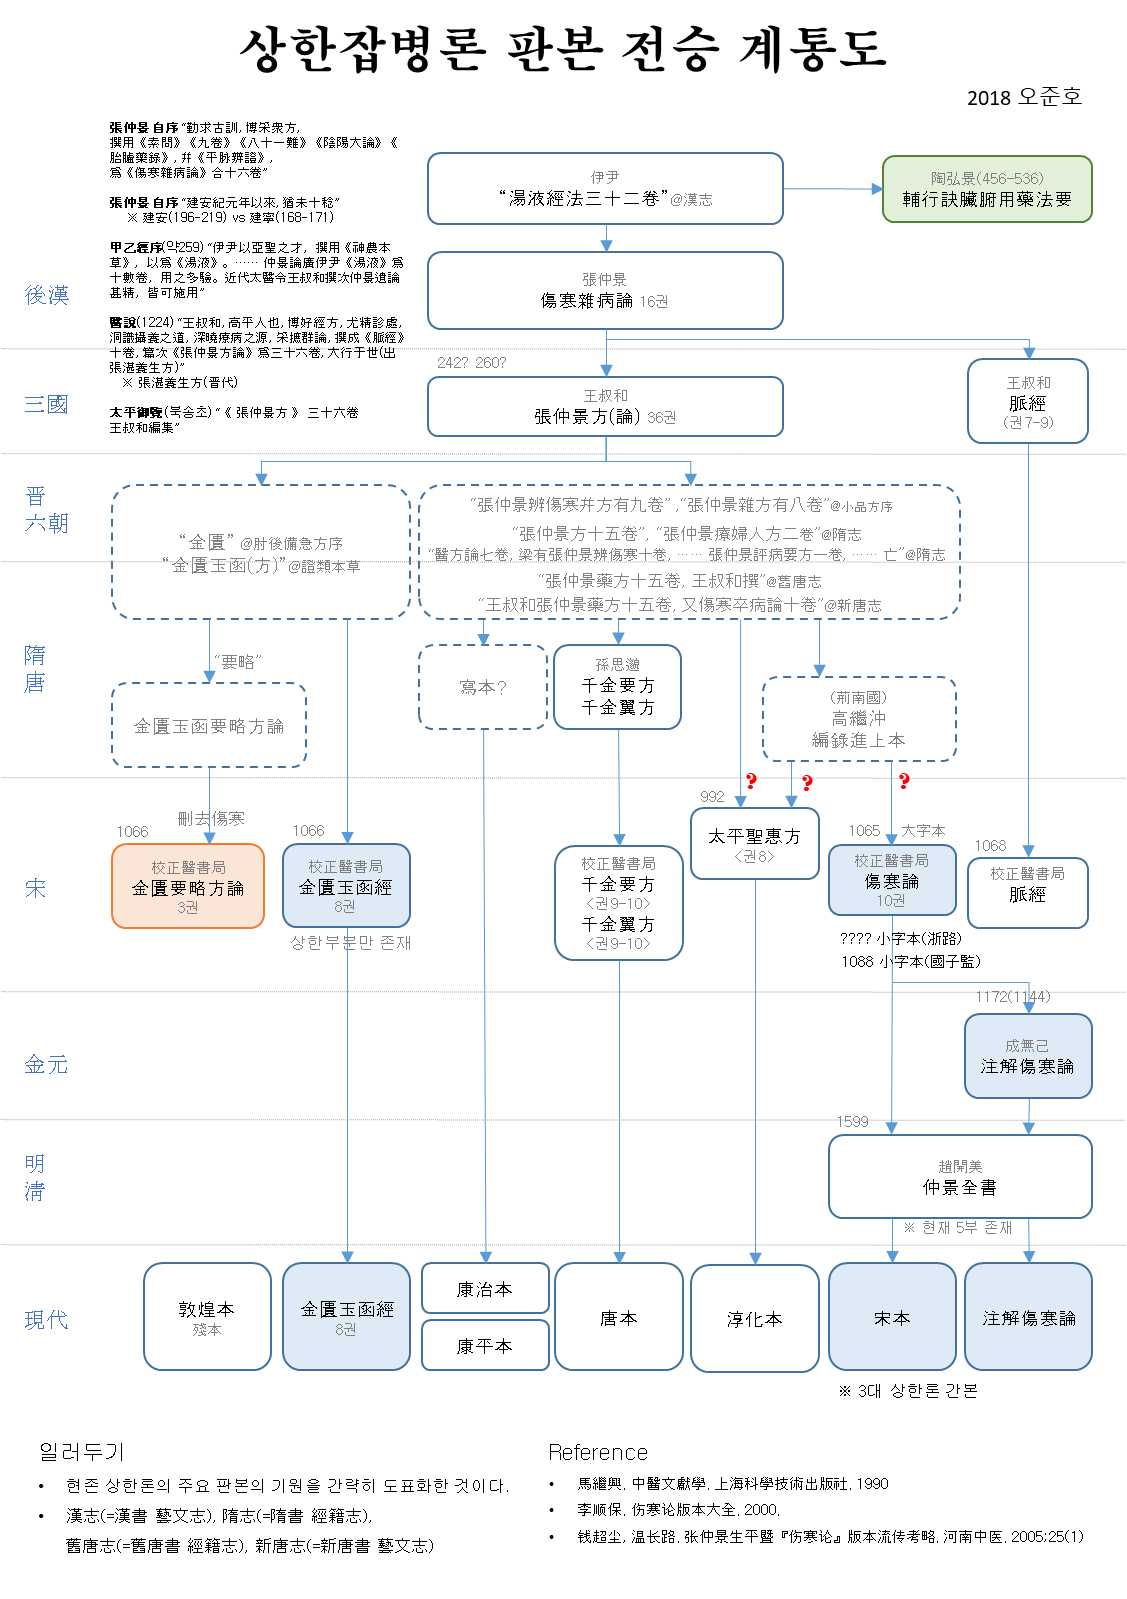 상한잡병론 판본 전승 계통도
2018 오준호
張仲景 自序 “勤求古訓, 博采衆方,
撰用《素問》《九卷》《八十一難》《陰陽大論》《
胎臚藥錄》, 幷《平脉辨證》,
爲《傷寒雜病論》合十六卷”
張仲景 自序 “建安紀元年以來, 猶未十稔”
※ 建安(196-219) vs 建寧(168-171)
甲乙經序(약259) “伊尹以亞聖之才, 撰用《神農本
草》, 以爲《湯液》. …… 仲景論廣伊尹《湯液》爲
十數卷, 用之多驗. 近代太醫令王叔和撰次仲景遺論
甚精, 皆可施用”
醫說(1224) “王叔和, 高平人也, 博好經方, 尤精診處,
洞識攝養之道, 深曉療病之源, 采摭群論, 撰成《脈經》
十卷, 篇次《張仲景方論》爲三十六卷, 大行于世(出
張湛養生方)”
※ 張湛養生方(晋代)
太平御覽(북송초) “《 張仲景方 》 三十六卷
王叔和編集”
伊尹
“湯液經法三十二卷”@漢志
陶弘景(456-536)
輔行訣臟腑用藥法要
後漢
張仲景
傷寒雜病論 16권
三國
242? 260?
王叔和
張仲景方(論) 36권
王叔和
脈經
(권7-9)
晋
六朝
“金匱” @肘後備急方序
“金匱玉函(方)”@證類本草
“張仲景辨傷寒幷方有九卷” ,“張仲景雜方有八卷”@小品方序
“張仲景方十五卷”, “張仲景療婦人方二卷”@隋志
“醫方論七卷, 梁有張仲景辨傷寒十卷, …… 張仲景評病要方一卷, …… 亡”@隋志
“張仲景藥方十五卷, 王叔和撰”@舊唐志
“王叔和張仲景藥方十五卷, 又傷寒卒病論十卷”@新唐志
隋
唐
“要略”
金匱玉函要略方論
寫本?
孫思邈
千金要方
千金翼方
(荊南國)
高繼沖
編錄進上本
? ? ?
宋
刪去傷寒
1066
校正醫書局
金匱要略方論
3권
1066
校正醫書局
金匱玉函經
8권
상한부분만 존재
校正醫書局
千金要方
<권9-10>
千金翼方
<권9-10>
992
太平聖惠方
<권8>
1065 大字本
校正醫書局
傷寒論
10권
???? 小字本(浙路)
1088 小字本(國子監)
1068
校正醫書局
脈經
金元
1172(1144)
成無己
注解傷寒論
明
淸
1599
趙開美
仲景全書
※ 현재 5부 존재
現代
敦煌本
殘本
金匱玉函經
8권
康治本
康平本
唐本
淳化本
宋本
注解傷寒論
※ 3대 상한론 간본
일러두기
• 현존 상한론의 주요 판본의 기원을 간략히 도표화한 것이다.
• 漢志(=漢書 藝文志), 隋志(=隋書 經籍志),
舊唐志(=舊唐書 經籍志), 新唐志(=新唐書 藝文志)
Reference
• 馬繼興, 中醫文獻學, 上海科學技術出版社, 1990
• 李顺保, 伤寒论版本大全, 2000,
• 钱超尘, 温长路, 张仲景生平暨『伤寒论』版本流传考略, 河南中医, 2005;25(1)